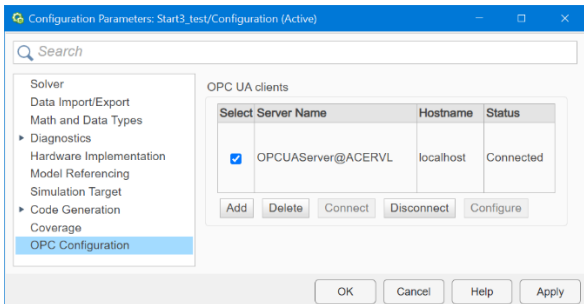 Configuration Parameters: Start3_test/Configuration (Active)
Search
Solver
Data Import/Export
Math and Data Types
Diagnostics
Hardware Implementation
Model Referencing
Simulation Target
Code Generation
Coverage
OPC Configuration
OPC UA clients
Select Server Name Hostname Status
OPCUAServer@ACERVL localhost Connected
Add Delete Connect Disconnect Configure
OK Cancel Help Apply